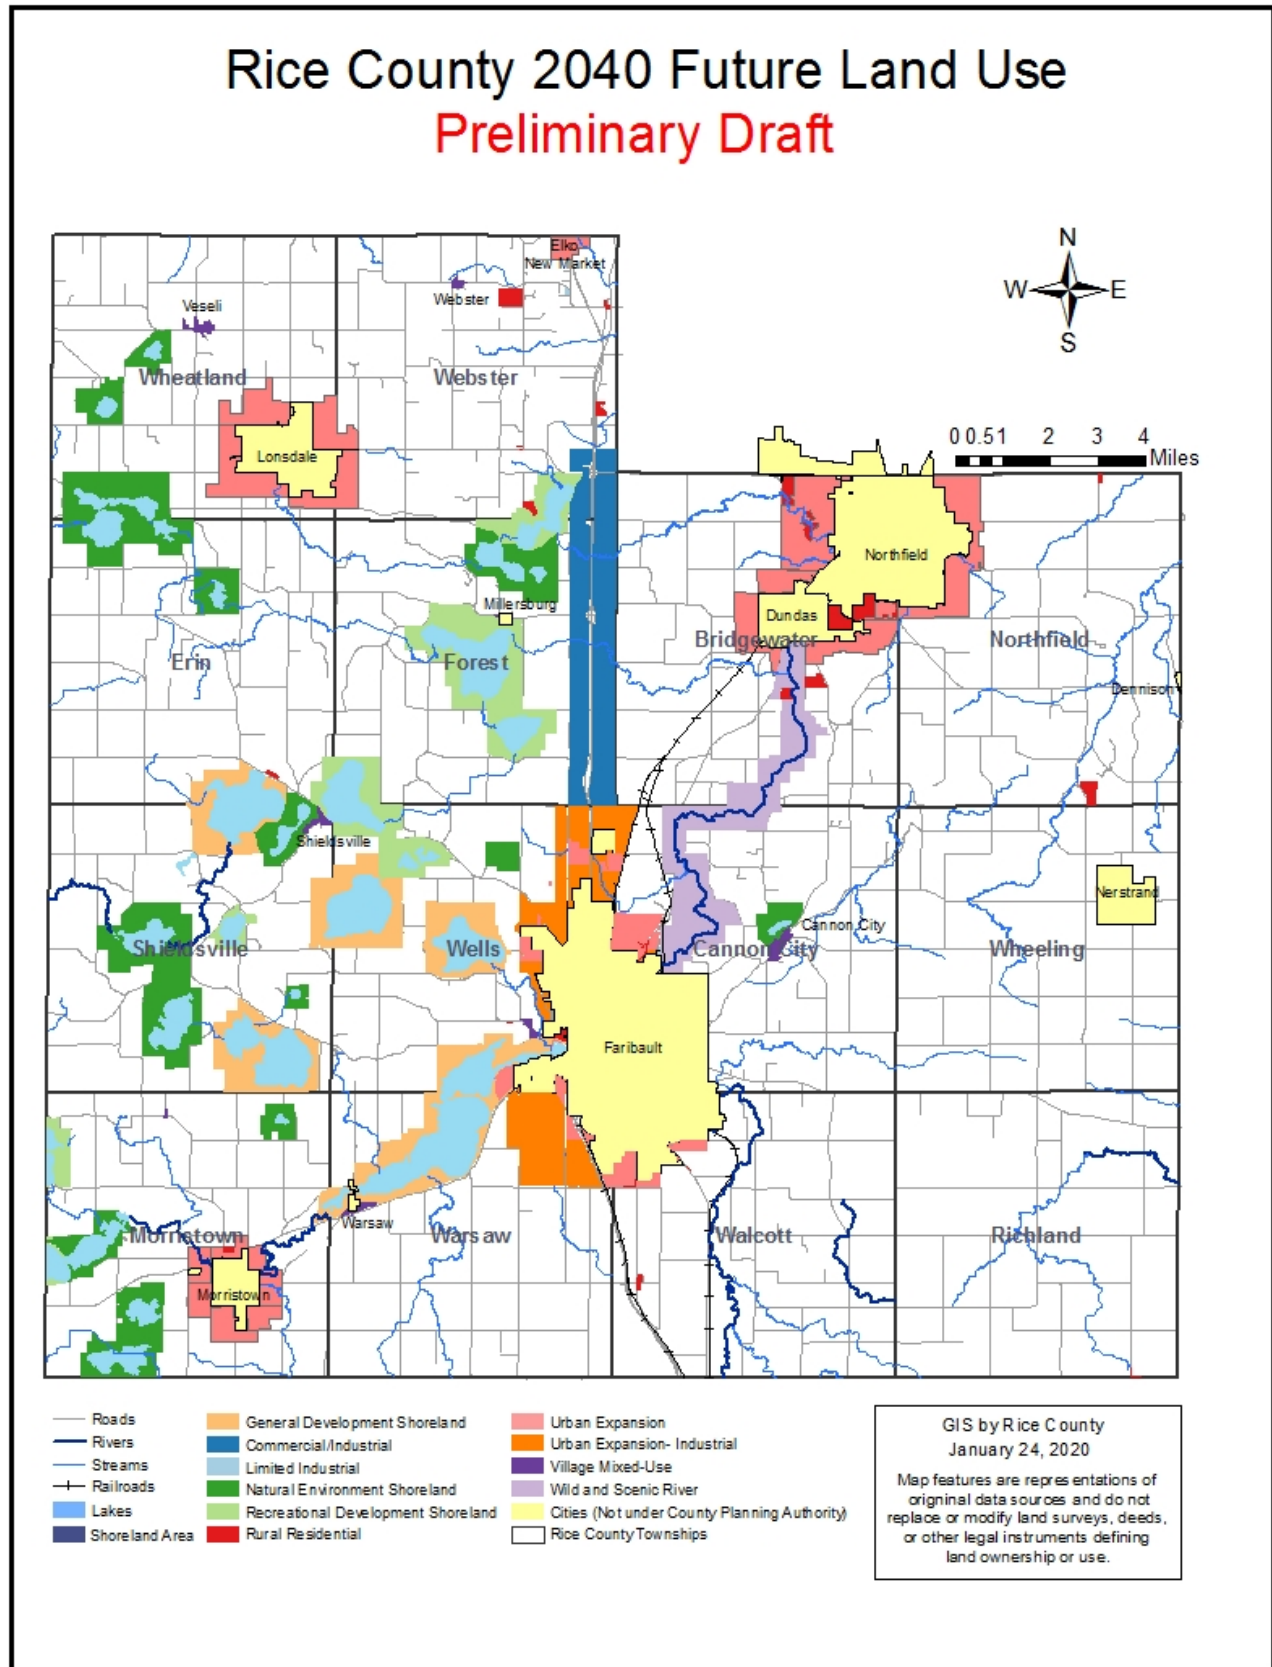 Rice County 2040 Future Land Use
Preliminary Draft
N
W E
S
0 0.5 1 2 3 4
Miles
Elko
New Market
Webster
Veseli
Wheatland
Webster
Lonsdale
Northfield
Millersburg
Dundas
Bridgewater
Northfield
Erin
Forest
Dennison
Shieldsville
Nerstrand
Cannon City
Shieldsville
Wells
Cannon City
Wheeling
Faribault
Warsaw
Morristown
Warsaw
Walcott
Richland
Morristown
Roads
Rivers
Streams
Railroads
Lakes
Shoreland Area
General Development Shoreland
Commercial/Industrial
Limited Industrial
Natural Environment Shoreland
Recreational Development Shoreland
Rural Residential
Urban Expansion
Urban Expansion- Industrial
Village Mixed-Use
Wild and Scenic River
Cities (Not under County Planning Authority)
Rice County Townships
GIS by Rice County
January 24, 2020
Map features are representations of
origninal data sources and do not
replace or modify land surveys, deeds,
or other legal instruments defining
land ownership or use.